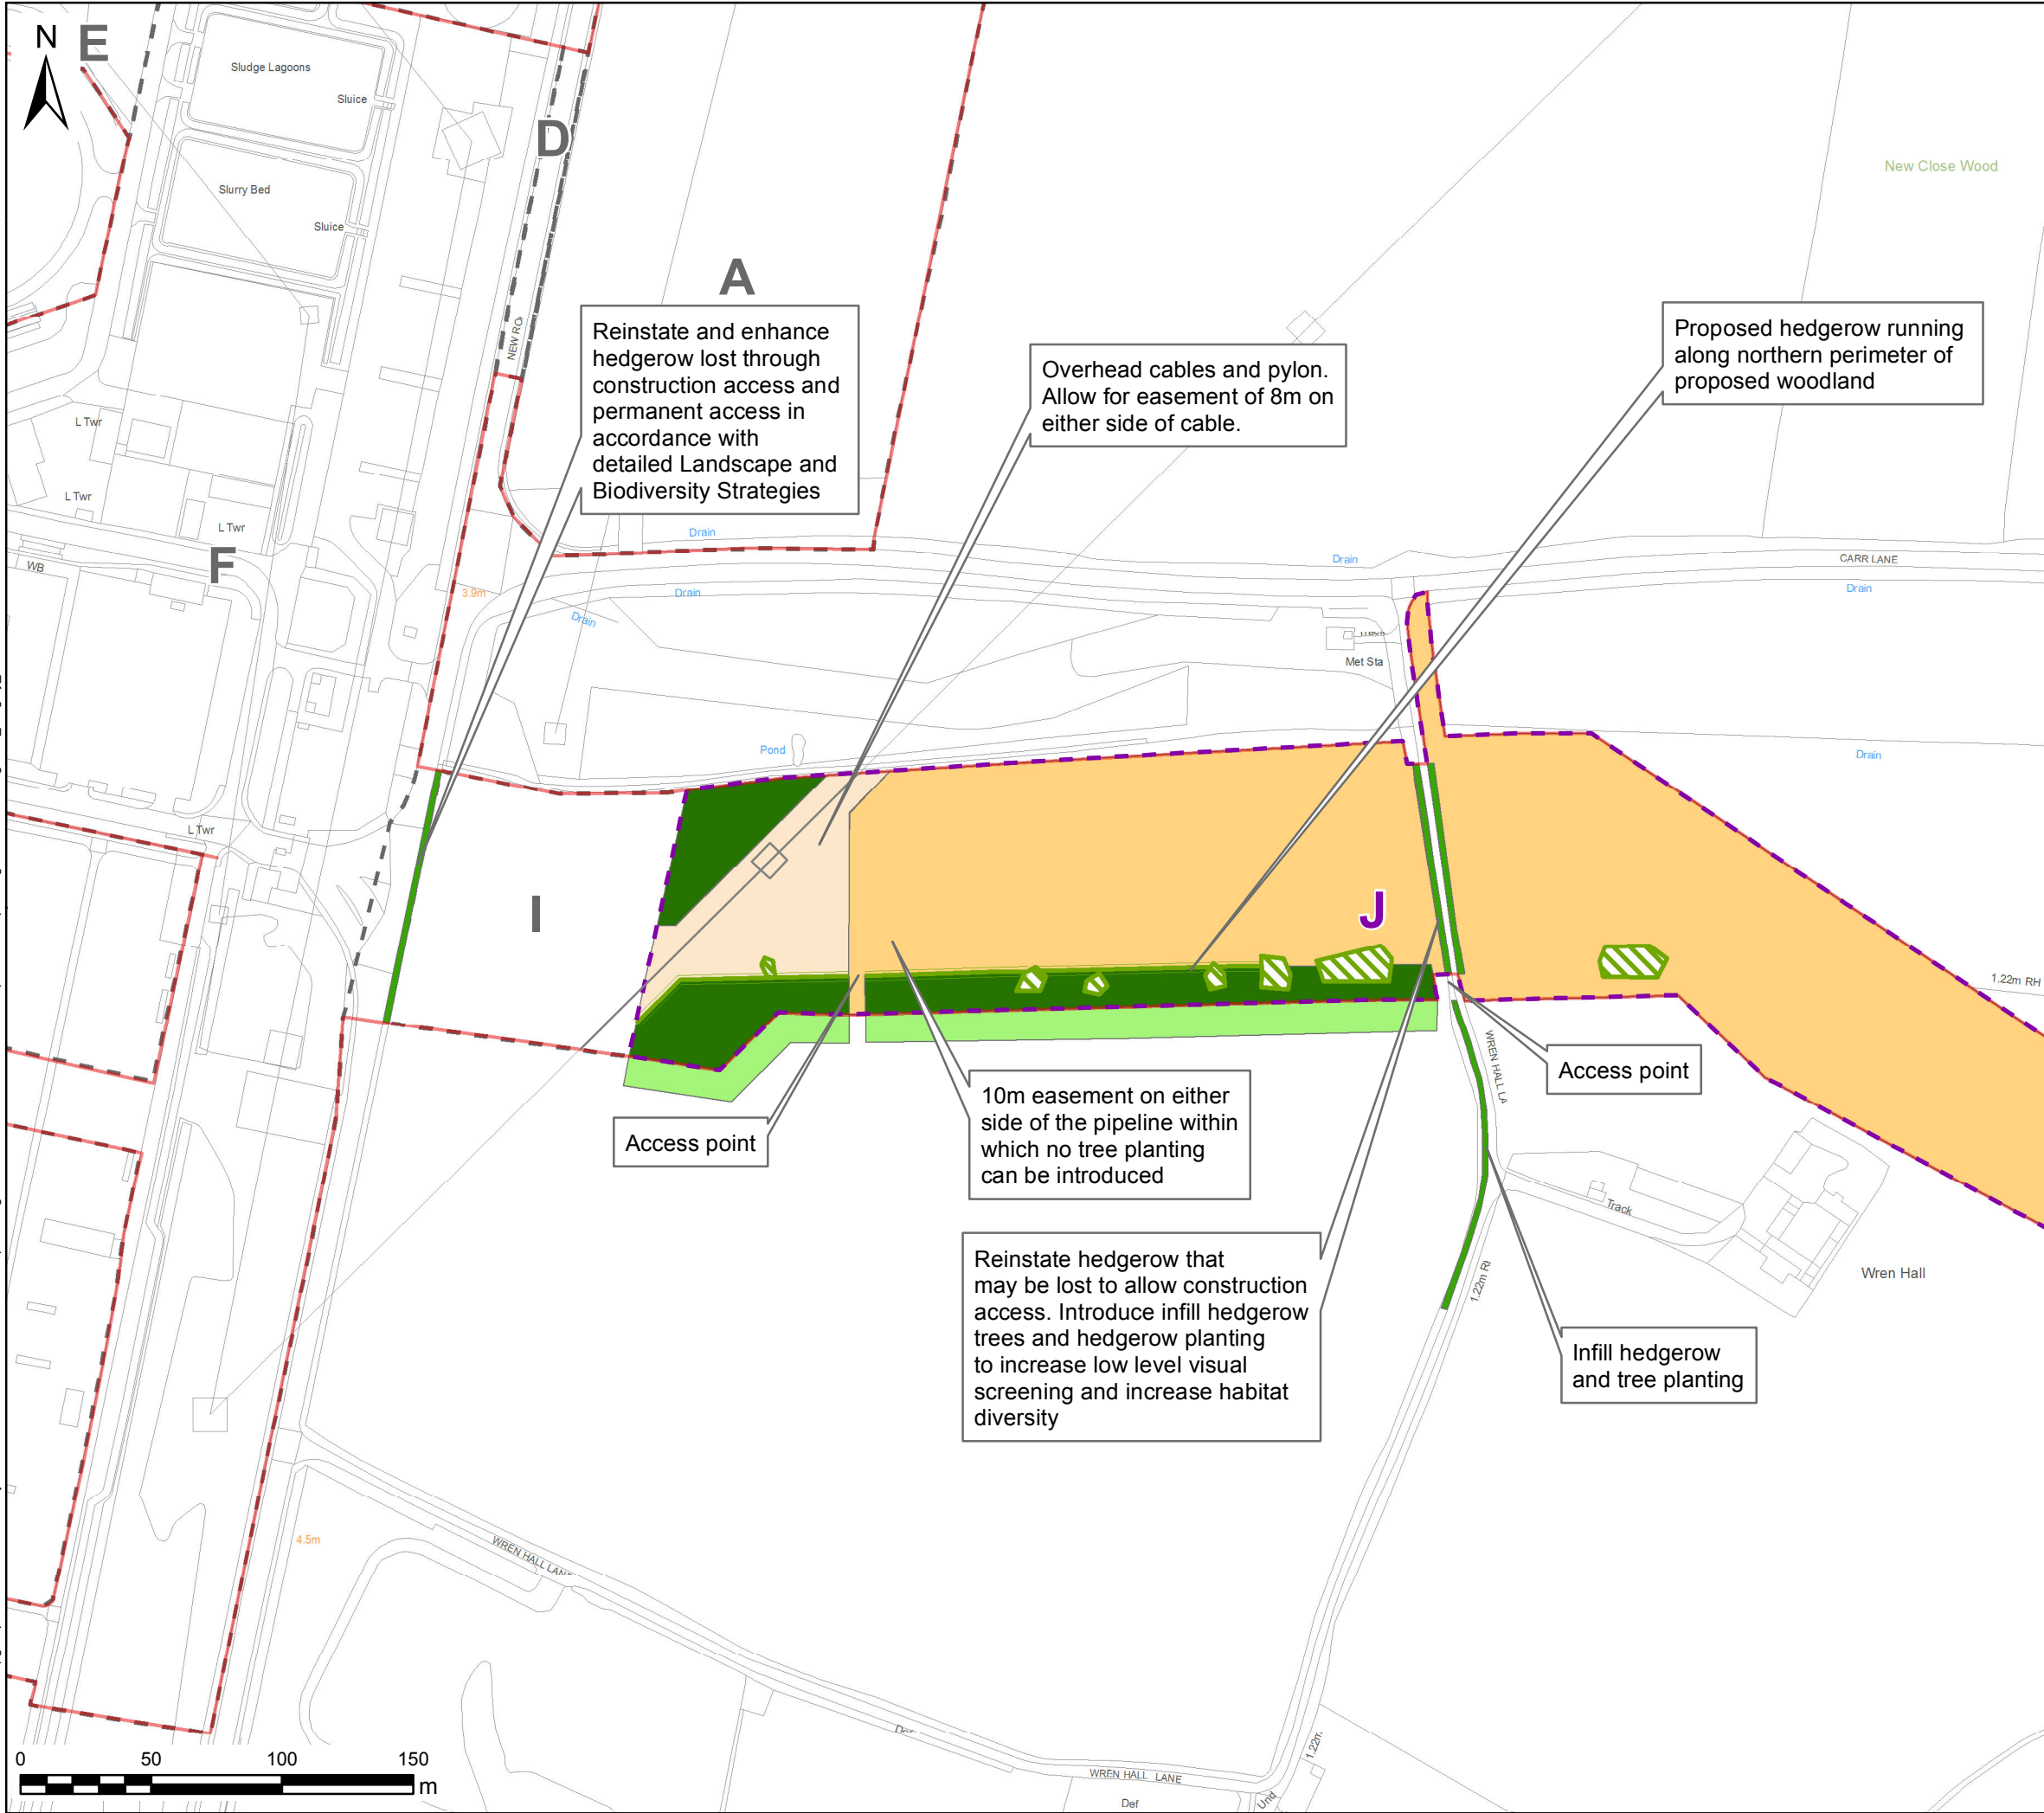 N
E
Sludge Lagoons
Sluice
D
Slurry Bed
Sluice
New Close Wood
A
NEW RO
Reinstate and enhance
hedgerow lost through
construction access and
permanent access in
accordance with
detailed Landscape and
Biodiversity Strategies
Overhead cables and pylon.
Allow for easement of 8m on
either side of cable.
Proposed hedgerow running
along northern perimeter of
proposed woodland
L Twr
L Twr
L Twr
F
WB
Drain
Drain
CARR LANE
Drain
Drain
3.9m
Drain
Met Sta
Pond
Drain
L Twr
I
J
1.22m RH
WREN HALL LA
Access point
Access point
10m easement on either
side of the pipeline within
which no tree planting
can be introduced
Track
Wren Hall
Reinstate hedgerow that
may be lost to allow construction
access. Introduce infill hedgerow
trees and hedgerow planting
to increase low level visual
screening and increase habitat
diversity
1.22m RI
Infill hedgerow
and tree planting
4.5m
WREN HALL LANE
Def
1.22m
WREN HALL LANE
Def
Und
0 50 100 150
m